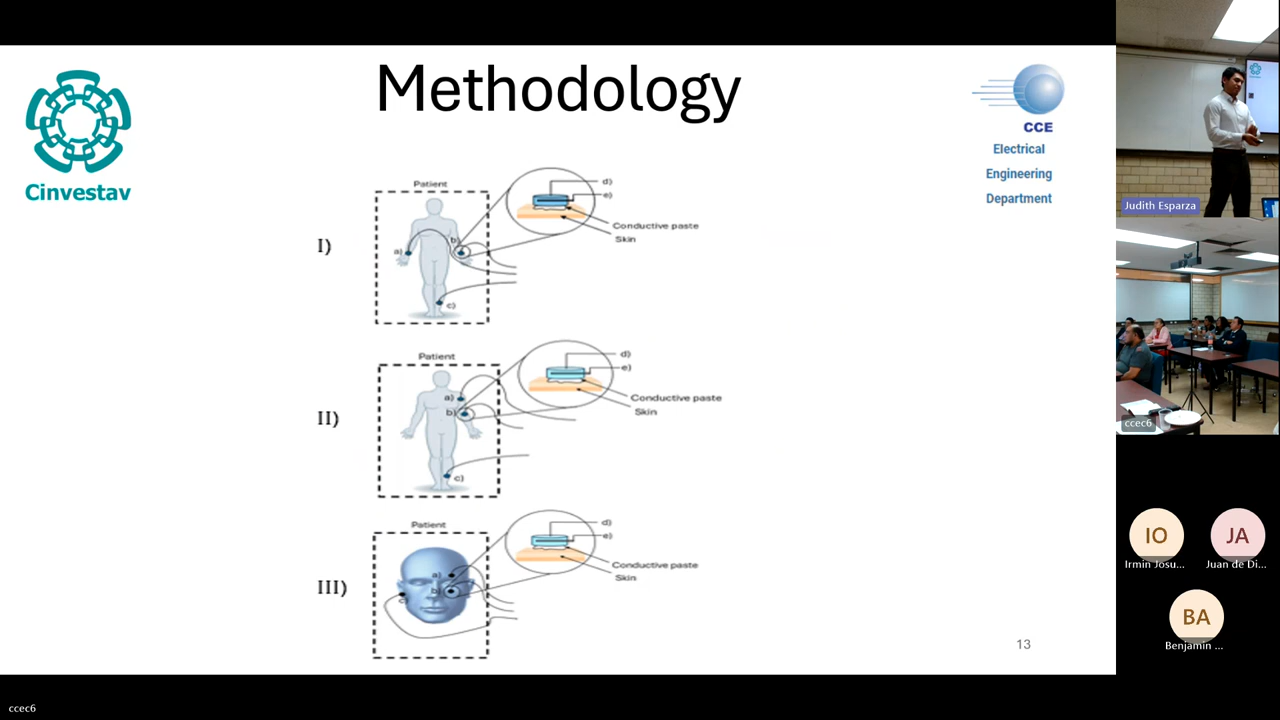 Methodology
Cinvestav
CCE
Electrical
Engineering
Department
I)
Patient
a)
b)
c)
d)
e)
Conductive paste
Skin
II)
Patient
a)
b)
c)
d)
e)
Conductive paste
Skin
III)
Patient
a)
b)
c)
d)
e)
Conductive paste
Skin
13
Judith Esparza
ccec6
IO
Irmin Josu...
JA
Juan de Di...
BA
Benjamin ...
ccec6